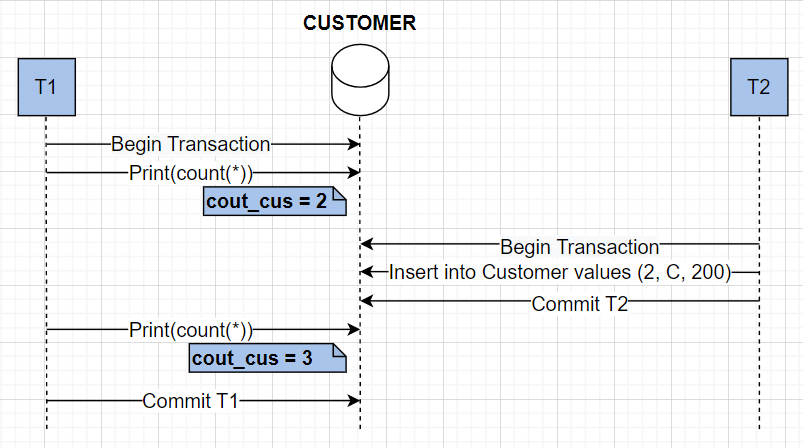 CUSTOMER
T1
T2
Begin Transaction
Print(count(*))
cout_cus = 2
Begin Transaction
Insert into Customer values (2, C, 200)
Commit T2
Print(count(*))
cout_cus = 3
Commit T1